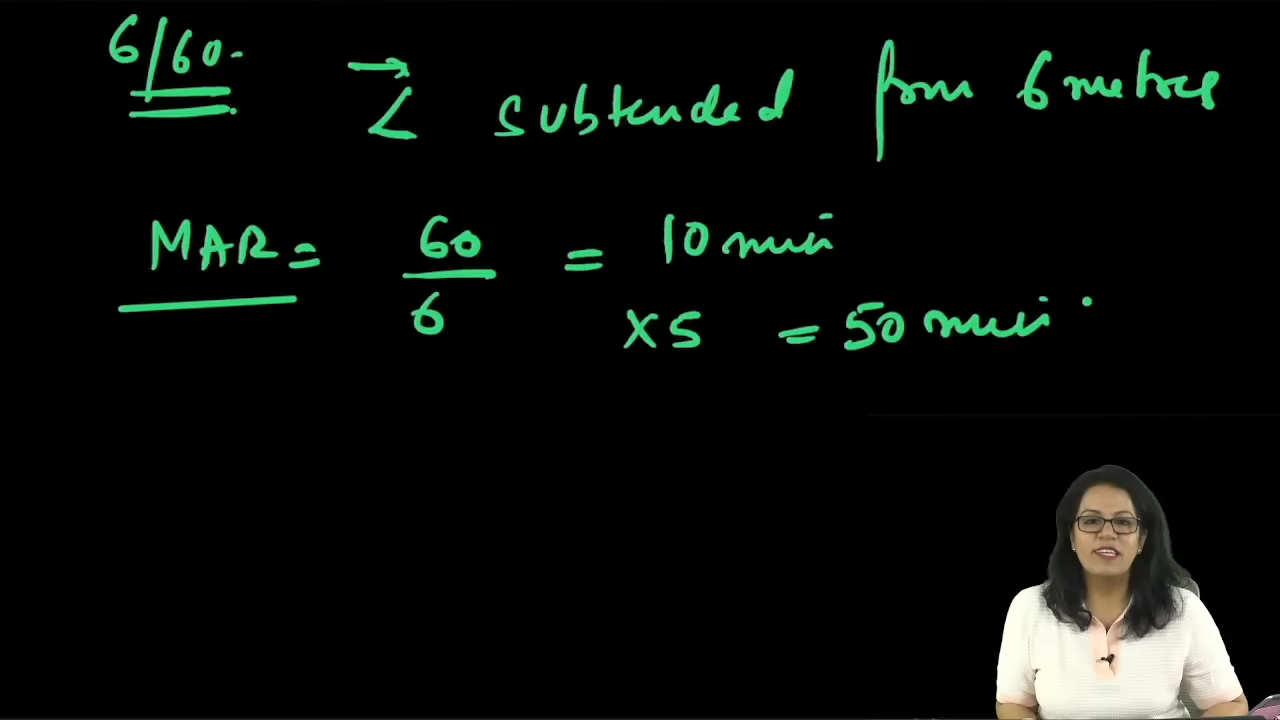 6/60. → ∠ subtended from 6 metres
MAR = 60/6 = 10 min
x5 = 50 min.